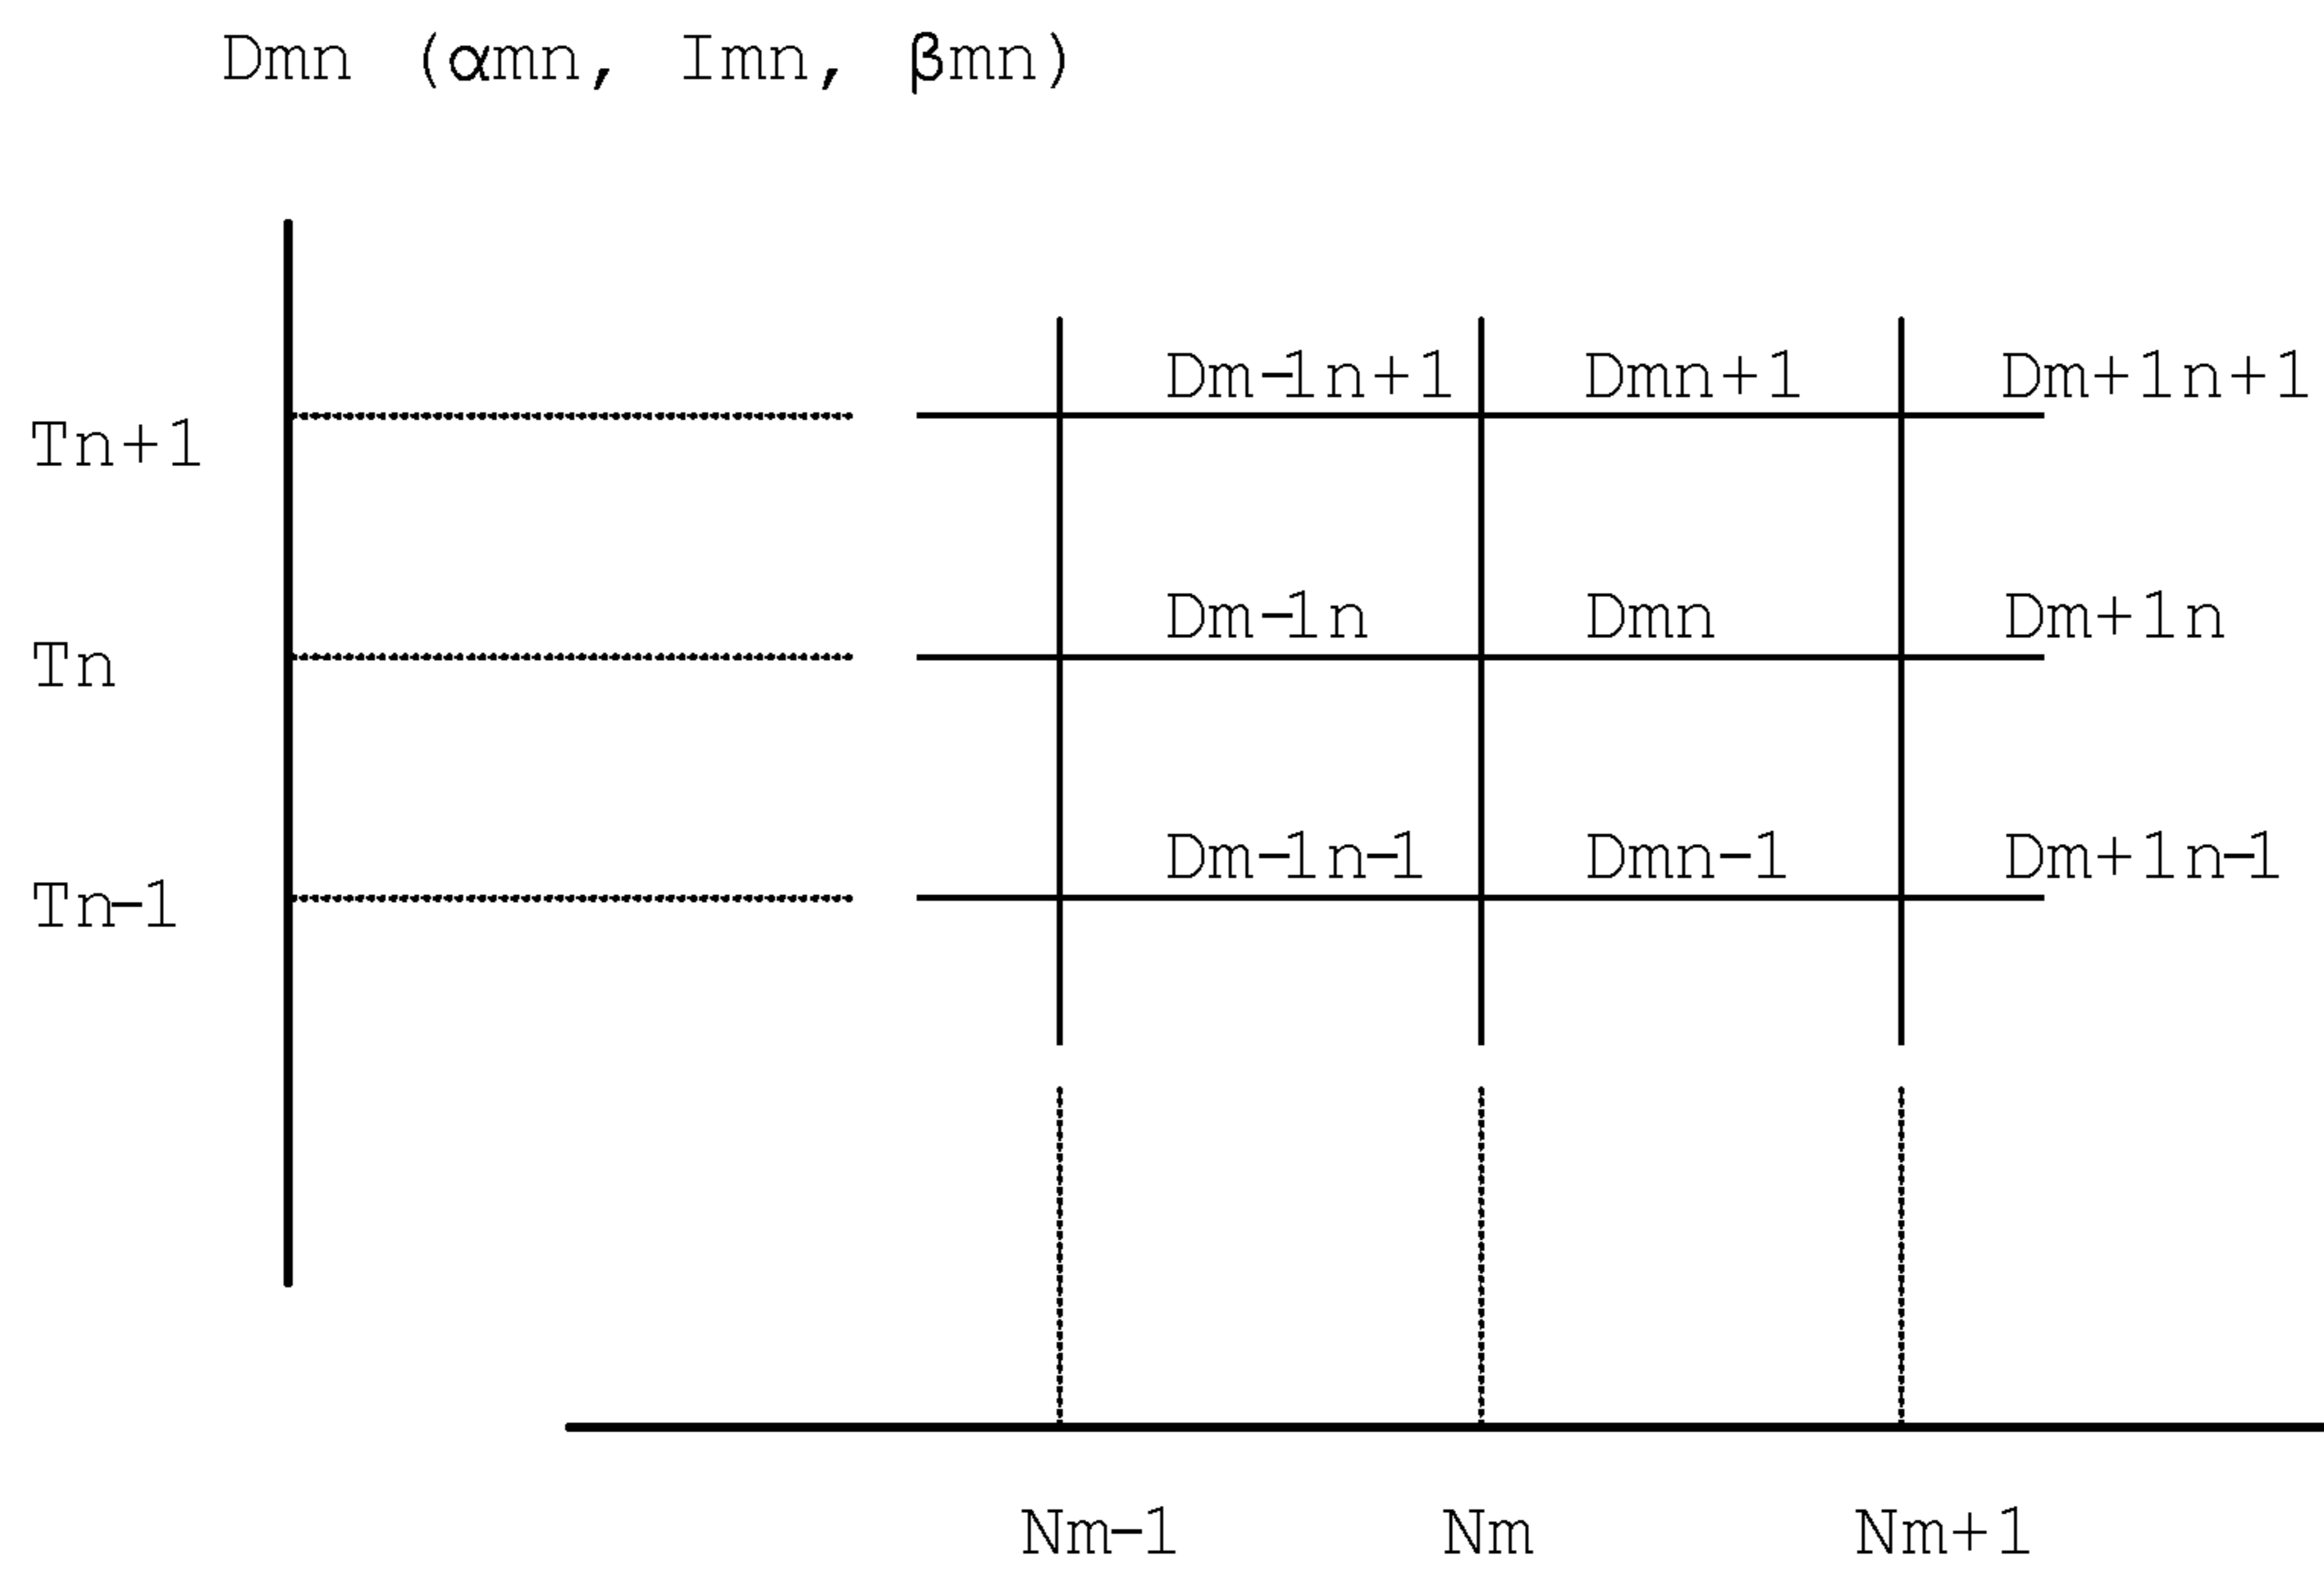 Dmn (αmn, Imn, βmn)
Dm-1n+1 Dmn+1 Dm+1n+1
Tn+1
Dm-1n Dmn Dm+1n
Tn
Dm-1n-1 Dmn-1 Dm+1n-1
Tn-1
Nm-1 Nm Nm+1